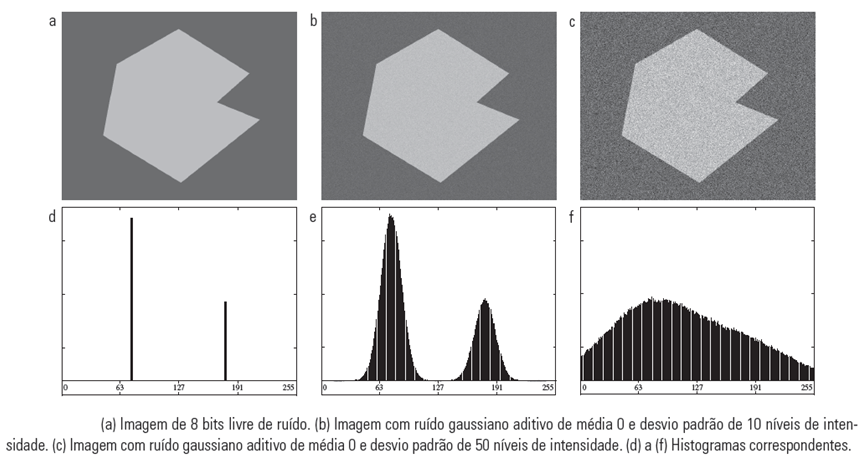 a
b
c
d
e
f
0 63 127 191 255
0 63 127 191 255
0 63 127 191 255
(a) Imagem de 8 bits livre de ruído. (b) Imagem com ruído gaussiano aditivo de média 0 e desvio padrão de 10 níveis de inten-
sidade. (c) Imagem com ruído gaussiano aditivo de média 0 e desvio padrão de 50 níveis de intensidade. (d) a (f) Histogramas correspondentes.